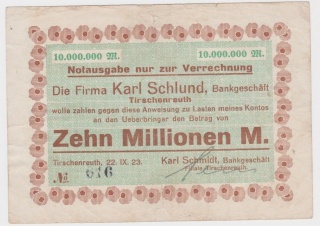 10.000.000 M. 10.000.000 M.
Notausgabe nur zur Verrechnung
Die Firma Karl Schlund, Bankgeschäft
Tirschenreuth
wolle zahlen gegen diese Anweisung zu Lasten meines Kontos
an den Ueberbringer den Betrag von
Zehn Millionen M.
Tirschenreuth, 22. IX. 23. Karl Schmidt, Bankgeschäft
No. 616 Filiale Tirschenreuth.